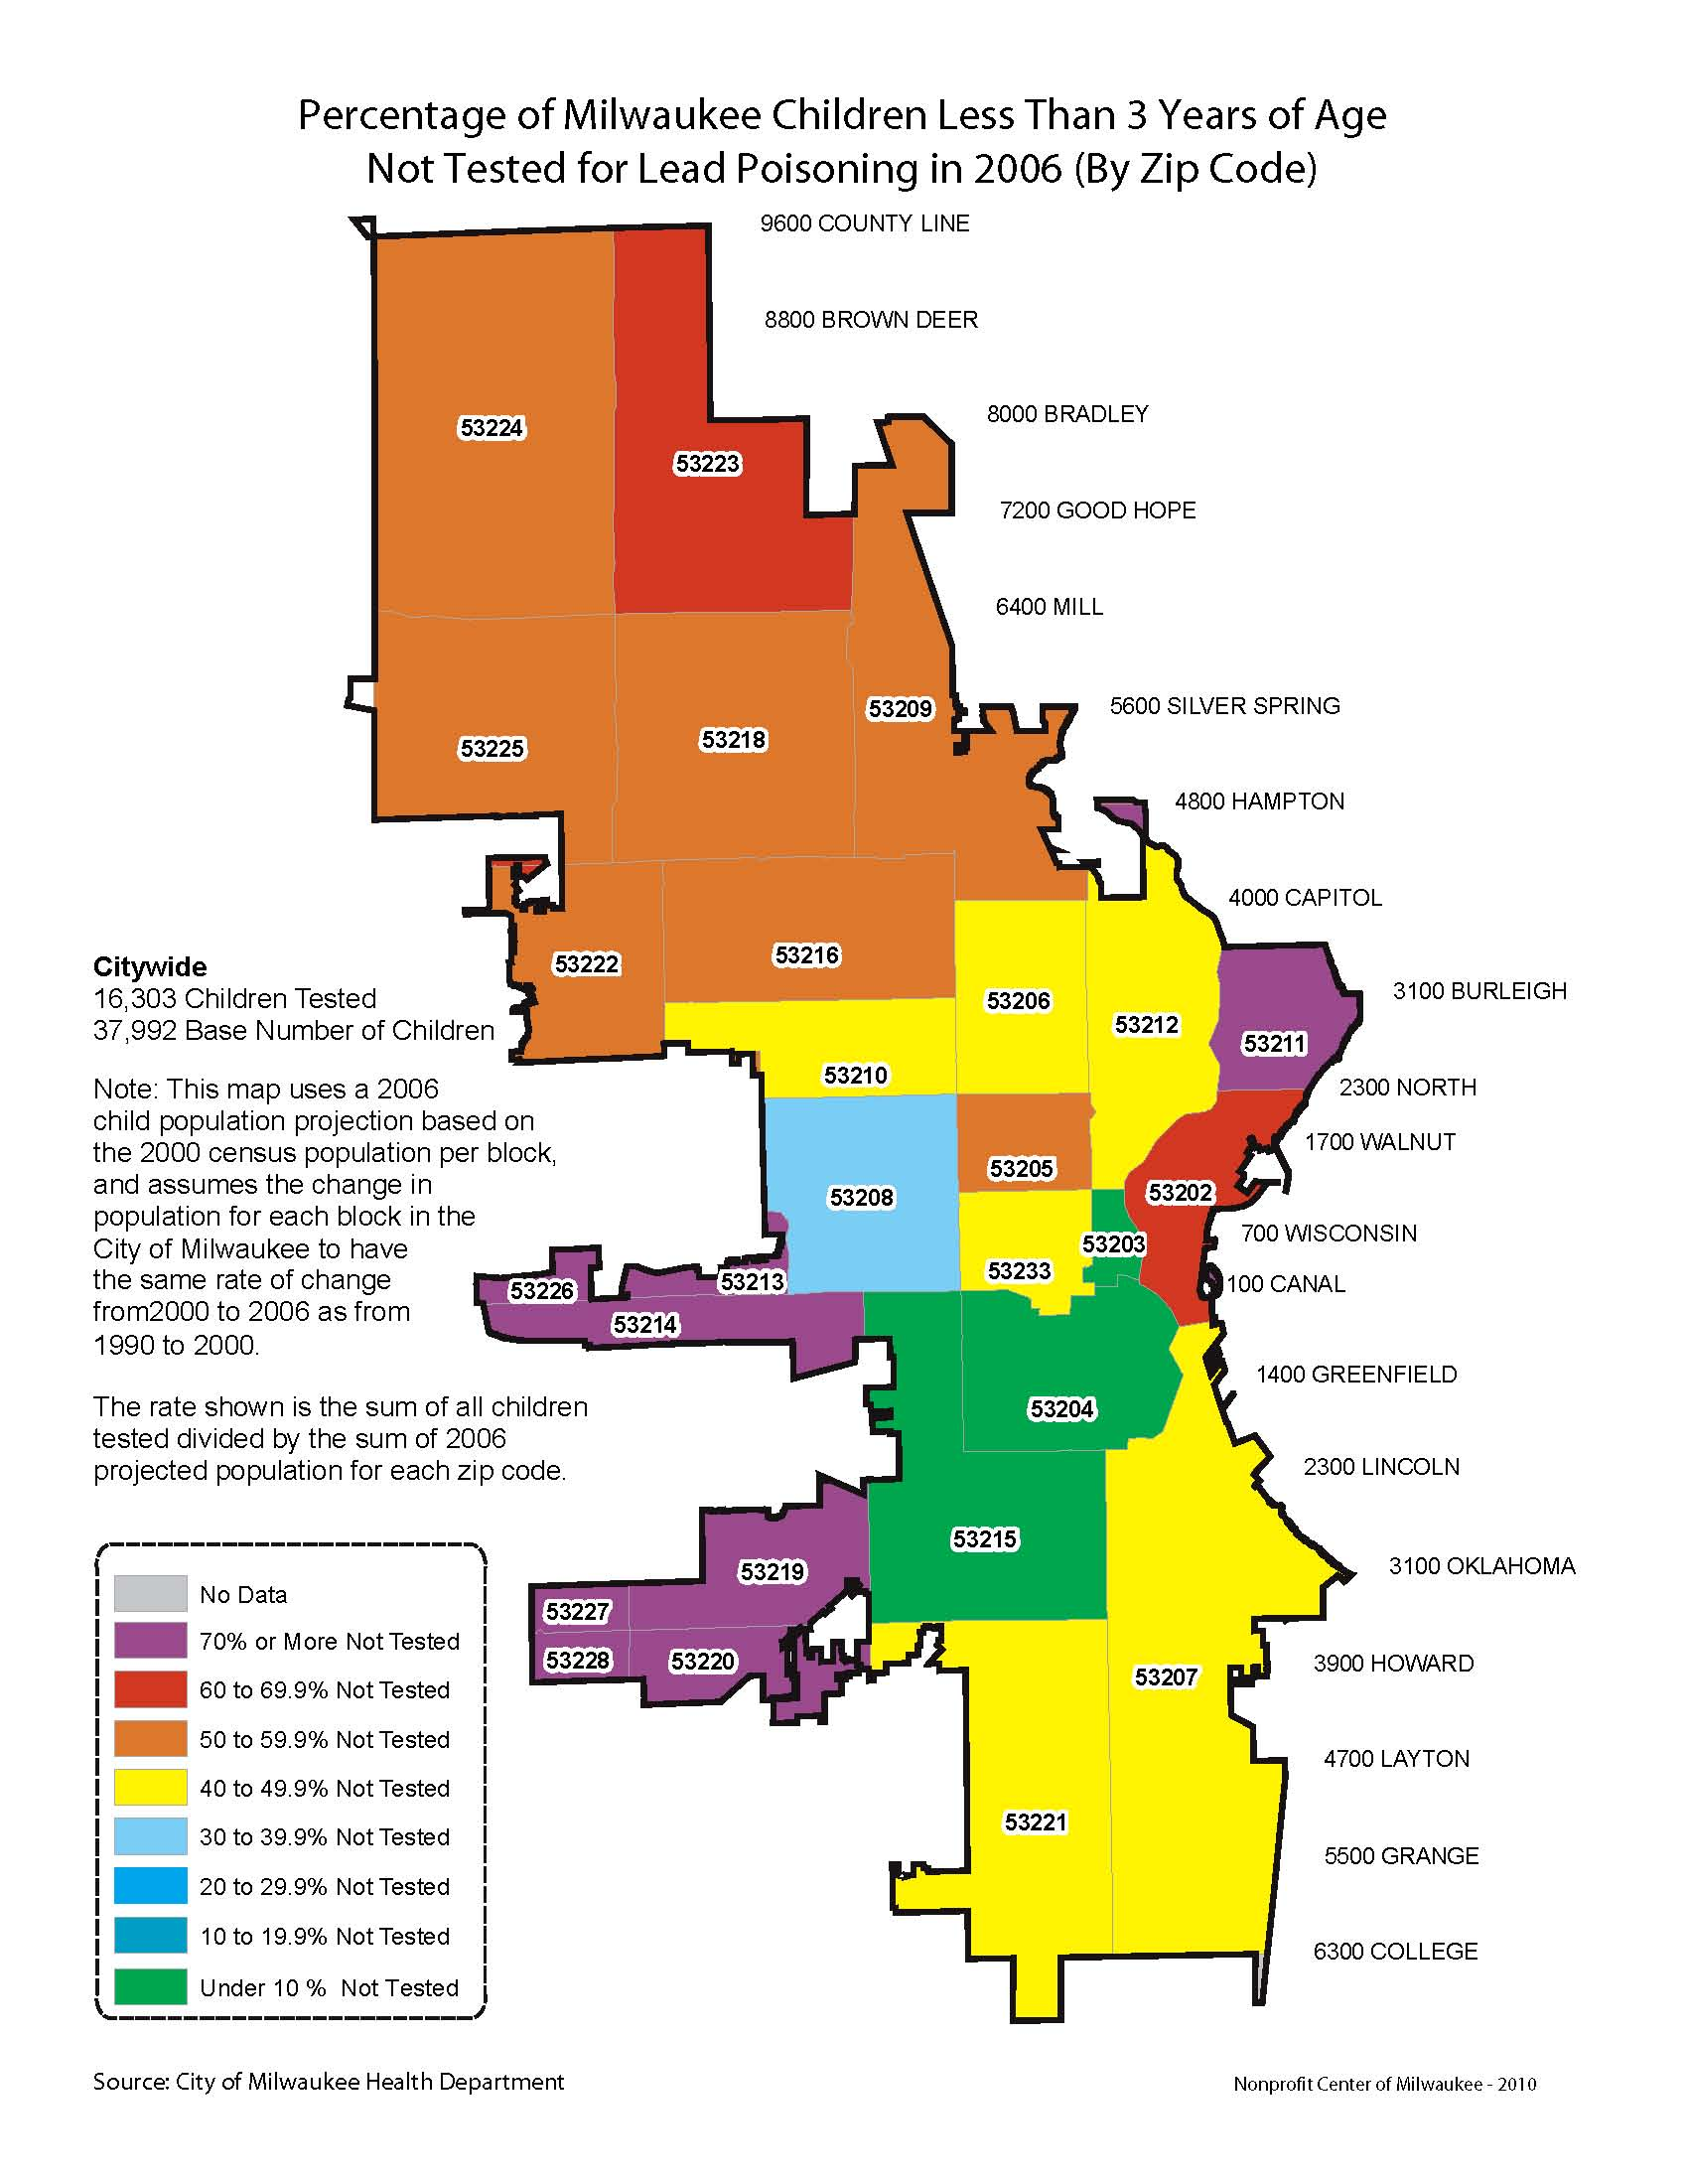 Percentage of Milwaukee Children Less Than 3 Years of Age
Not Tested for Lead Poisoning in 2006 (By Zip Code)
9600 COUNTY LINE
8800 BROWN DEER
8000 BRADLEY
53224
53223
7200 GOOD HOPE
6400 MILL
5600 SILVER SPRING
53209
53218
53225
4800 HAMPTON
4000 CAPITOL
53216
53222
3100 BURLEIGH
53206
53212
53211
53210
2300 NORTH
1700 WALNUT
53205
53202
53208
700 WISCONSIN
53203
53233
53213
100 CANAL
53226
53214
1400 GREENFIELD
53204
2300 LINCOLN
53215
3100 OKLAHOMA
53219
53227
53228
53220
3900 HOWARD
53207
4700 LAYTON
53221
5500 GRANGE
6300 COLLEGE
Citywide
16,303 Children Tested
37,992 Base Number of Children
Note: This map uses a 2006
child population projection based on
the 2000 census population per block,
and assumes the change in
population for each block in the
City of Milwaukee to have
the same rate of change
from2000 to 2006 as from
1990 to 2000.
The rate shown is the sum of all children
tested divided by the sum of 2006
projected population for each zip code.
No Data
70% or More Not Tested
60 to 69.9% Not Tested
50 to 59.9% Not Tested
40 to 49.9% Not Tested
30 to 39.9% Not Tested
20 to 29.9% Not Tested
10 to 19.9% Not Tested
Under 10 % Not Tested
Source: City of Milwaukee Health Department
Nonprofit Center of Milwaukee - 2010